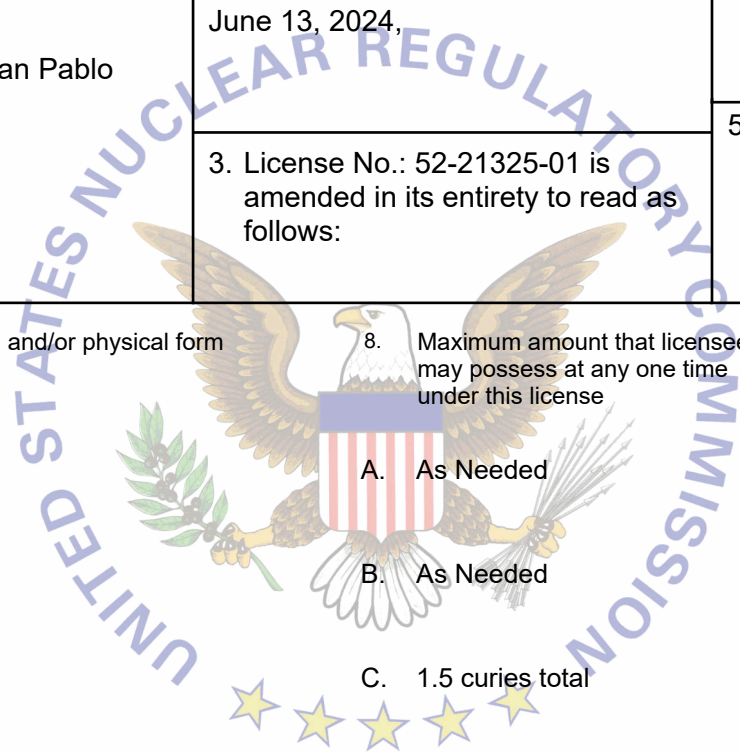 June 13, 2024,
an Pablo
5
3. License No.: 52-21325-01 is
amended in its entirety to read as
follows:
and/or physical form
8. Maximum amount that licensee
may possess at any one time
under this license
A. As Needed
B. As Needed
C. 1.5 curies total
UNITED STATES NUCLEAR REGULATORY COMMISSION